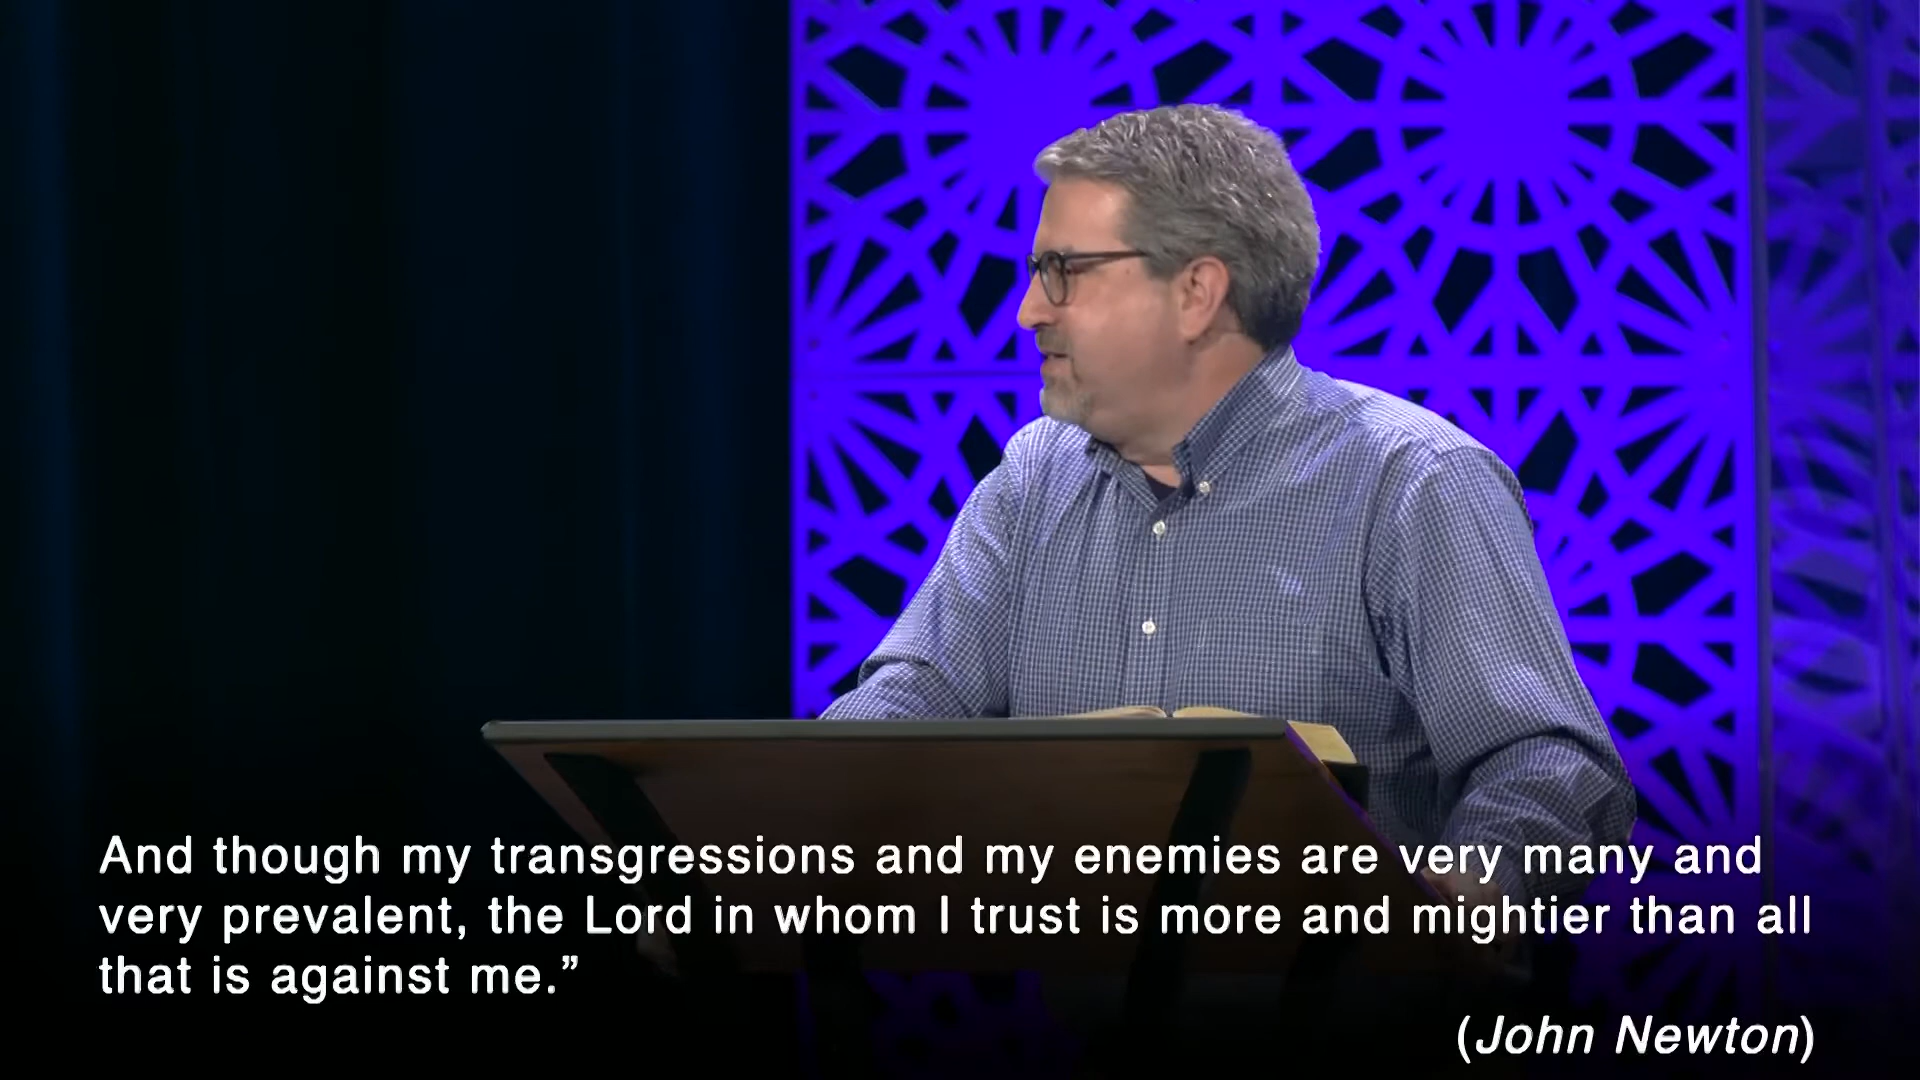 And though my transgressions and my enemies are very many and
very prevalent, the Lord in whom I trust is more and mightier than all
that is against me.”
(John Newton)